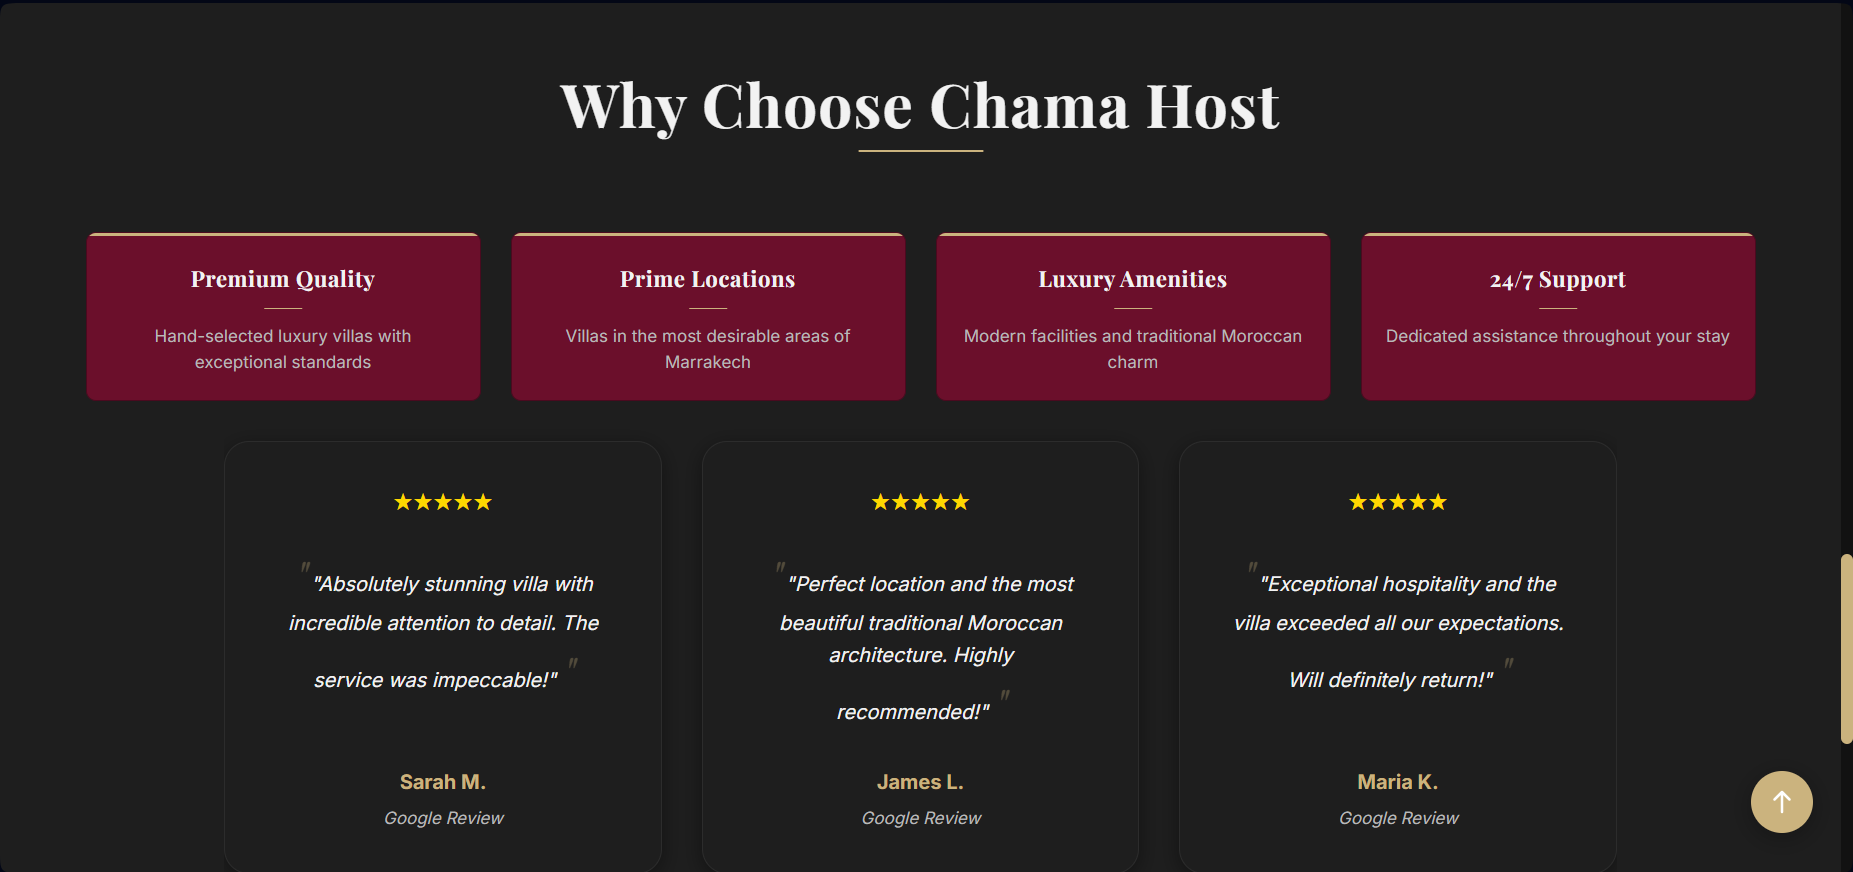 Why Choose Chama Host
Premium Quality
Hand-selected luxury villas with
exceptional standards
Prime Locations
Villas in the most desirable areas of
Marrakech
Luxury Amenities
Modern facilities and traditional Moroccan
charm
24/7 Support
Dedicated assistance throughout your stay
★★★★★
" "Absolutely stunning villa with
incredible attention to detail. The
service was impeccable!" "
Sarah M.
Google Review
★★★★★
" "Perfect location and the most
beautiful traditional Moroccan
architecture. Highly
recommended!" "
James L.
Google Review
★★★★★
" "Exceptional hospitality and the
villa exceeded all our expectations.
Will definitely return!" "
Maria K.
Google Review